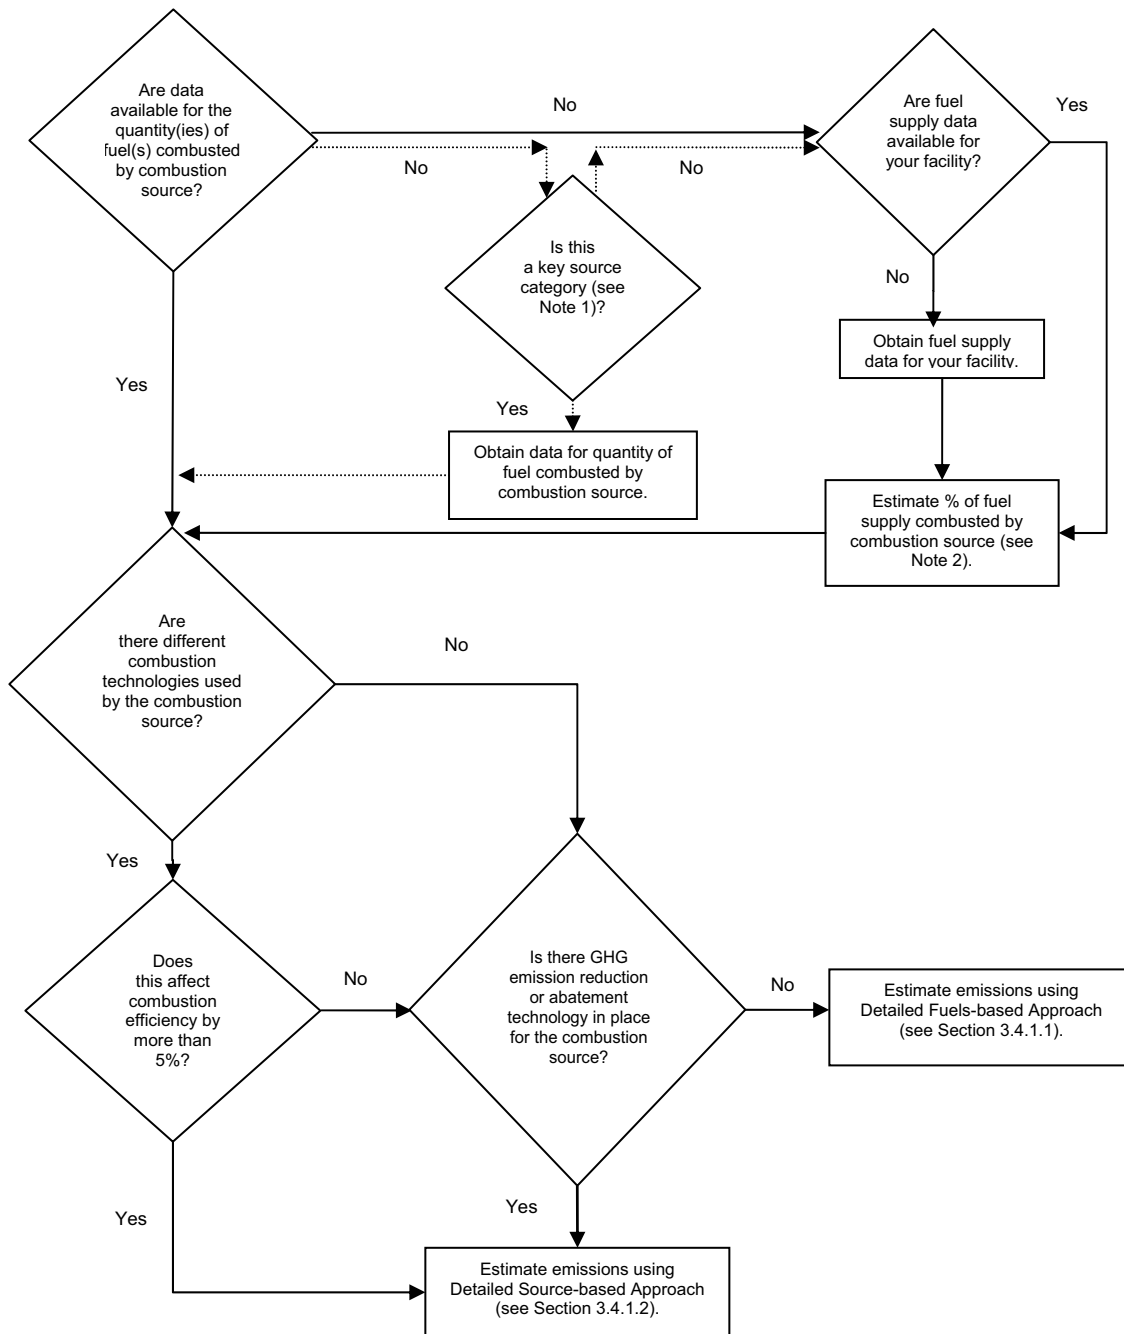 Are data
available for the
quantity(ies) of
fuel(s) combusted
by combustion
source?
No
Are fuel
supply data
available for
your facility?
Yes
No
No
Is this
a key source
category (see
Note 1)?
No
Obtain fuel supply
data for your facility.
Yes
Yes
Obtain data for quantity of
fuel combusted by
combustion source.
Estimate % of fuel
supply combusted by
combustion source (see
Note 2).
Are
there different
combustion
technologies used
by the combustion
source?
No
Yes
Does
this affect
combustion
efficiency by
more than
5%?
No
Is there GHG
emission reduction
or abatement
technology in place
for the combustion
source?
No
Estimate emissions using
Detailed Fuels-based Approach
(see Section 3.4.1.1).
Yes
Yes
Estimate emissions using
Detailed Source-based Approach
(see Section 3.4.1.2).